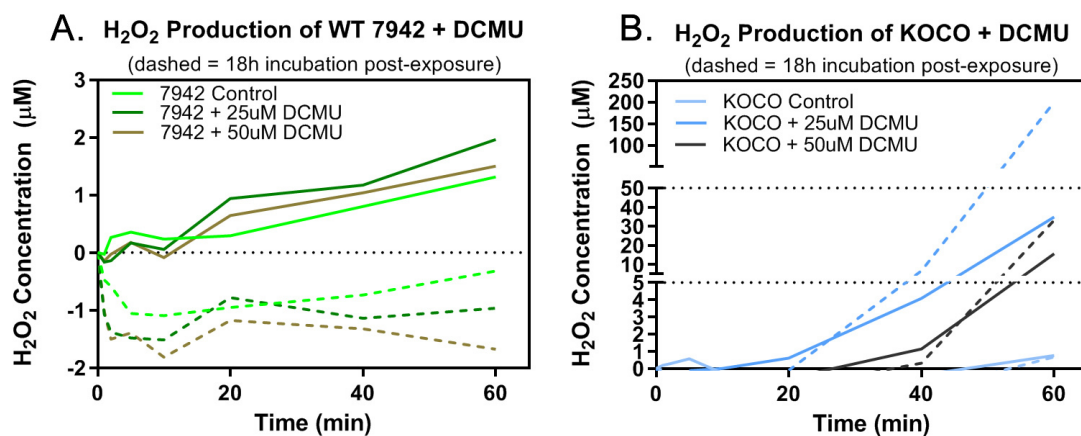 A. H₂O₂ Production of WT 7942 + DCMU
(dashed = 18h incubation post-exposure)
H₂O₂ Concentration (μM)
3
2
1
0
-1
-2
7942 Control
7942 + 25uM DCMU
7942 + 50uM DCMU
0 20 40 60
Time (min)
B. H₂O₂ Production of KOCO + DCMU
(dashed = 18h incubation post-exposure)
H₂O₂ Concentration (μM)
250
200
150
100
50
50
40
30
20
10
5
4
3
2
1
0
KOCO Control
KOCO + 25uM DCMU
KOCO + 50uM DCMU
0 20 40 60
Time (min)